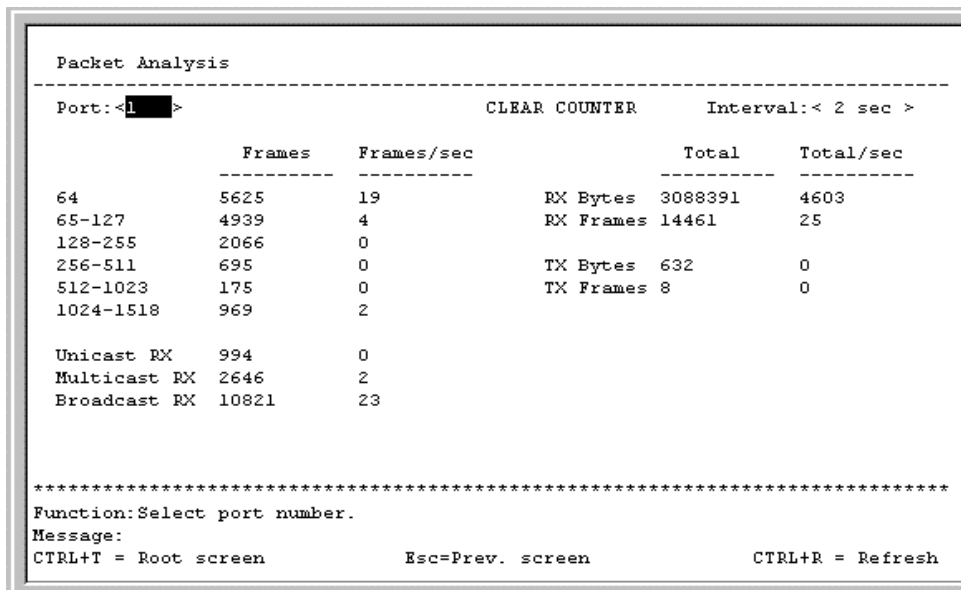 Packet Analysis
--------------------------------------------------------------------------------
Port:<1   > CLEAR COUNTER Interval:< 2 sec >
Frames Frames/sec Total Total/sec
---------- ---------- ---------- ----------
64 5625 19 RX Bytes 3088391 4603
65-127 4939 4 RX Frames 14461 25
128-255 2066 0
256-511 695 0 TX Bytes 632 0
512-1023 175 0 TX Frames 8 0
1024-1518 969 2
Unicast RX 994 0
Multicast RX 2646 2
Broadcast RX 10821 23
********************************************************************************
Function:Select port number.
Message:
CTRL+T = Root screen Esc=Prev. screen CTRL+R = Refresh